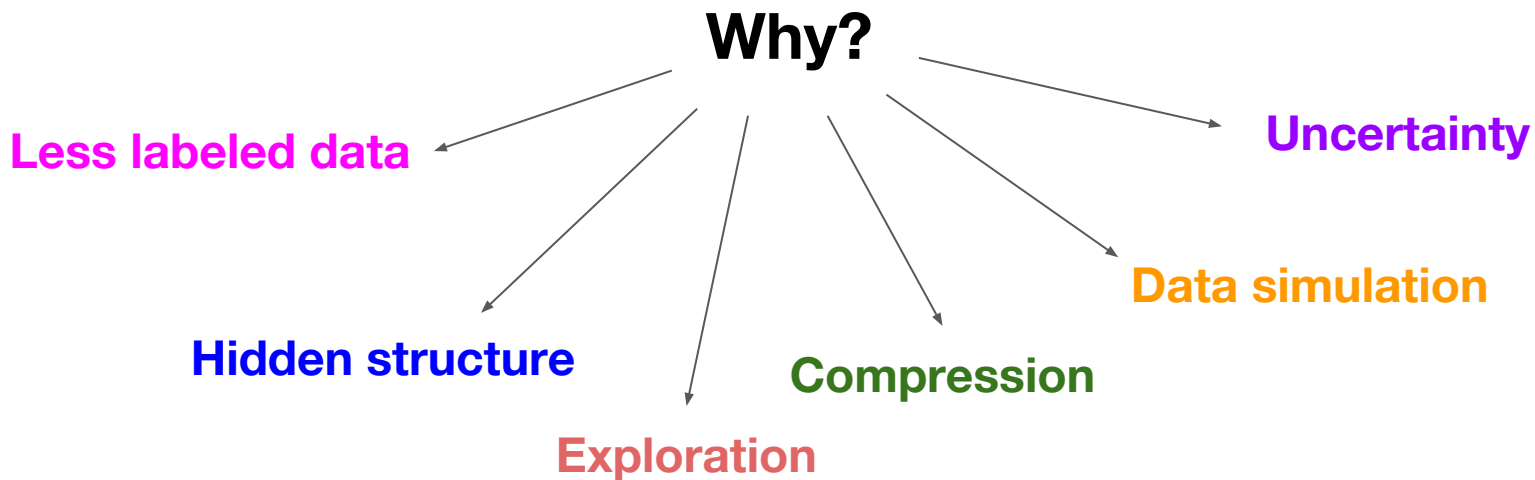 Why?
Less labeled data
Uncertainty
Data simulation
Hidden structure
Compression
Exploration